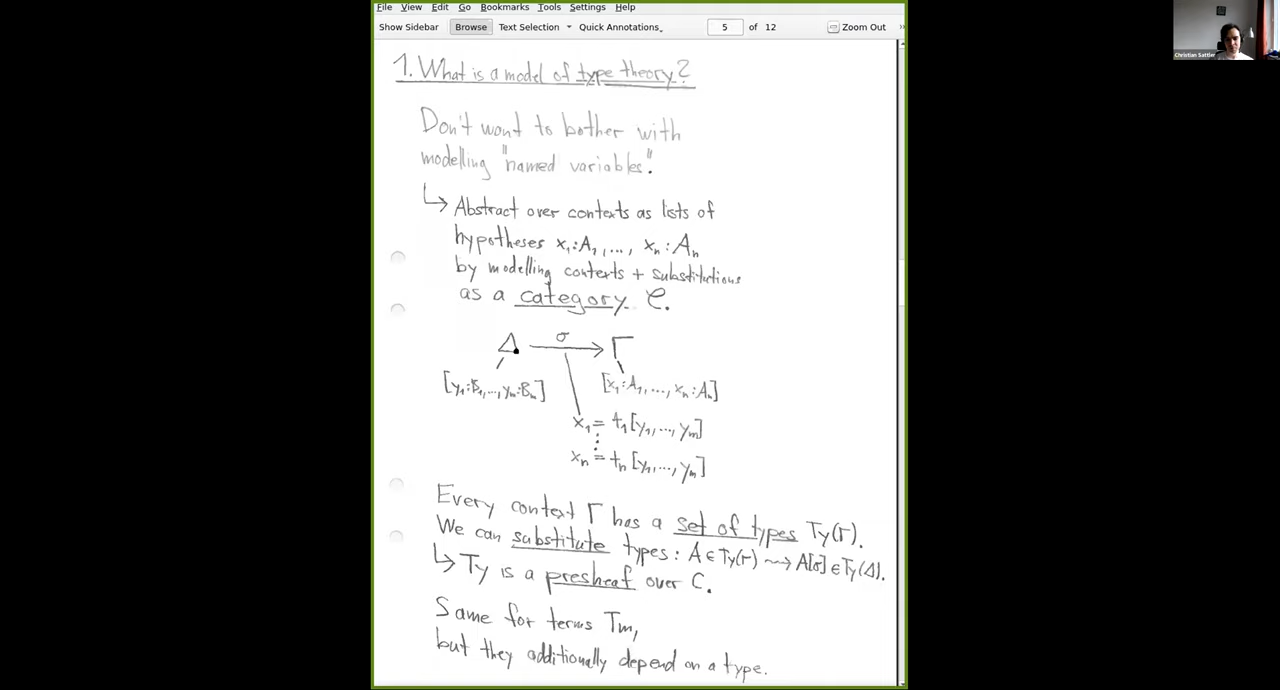 File View Edit Go Bookmarks Tools Settings Help
Show Sidebar Browse Text Selection Quick Annotations 5 of 12 Zoom Out »
Christian Sattler
1. What is a model of type theory?
Don't want to bother with
modelling "named variables".
↳ Abstract over contexts as lists of
hypotheses x₁:A₁,..., xₙ:Aₙ
by modelling contexts + substitutions
as a category C.
Δ σ→ Γ
[y₁:B₁,...,yₘ:Bₘ] [x₁:A₁,...,xₙ:Aₙ]
x₁ = t₁[y₁,...,yₘ]
⋮
xₙ = tₙ[y₁,...,yₘ]
Every context Γ has a set of types Ty(Γ).
We can substitute types: A ∈ Ty(Γ) ⇝ A[σ] ∈ Ty(Δ).
↳ Ty is a presheaf over C.
Same for terms Tm,
but they additionally depend on a type.